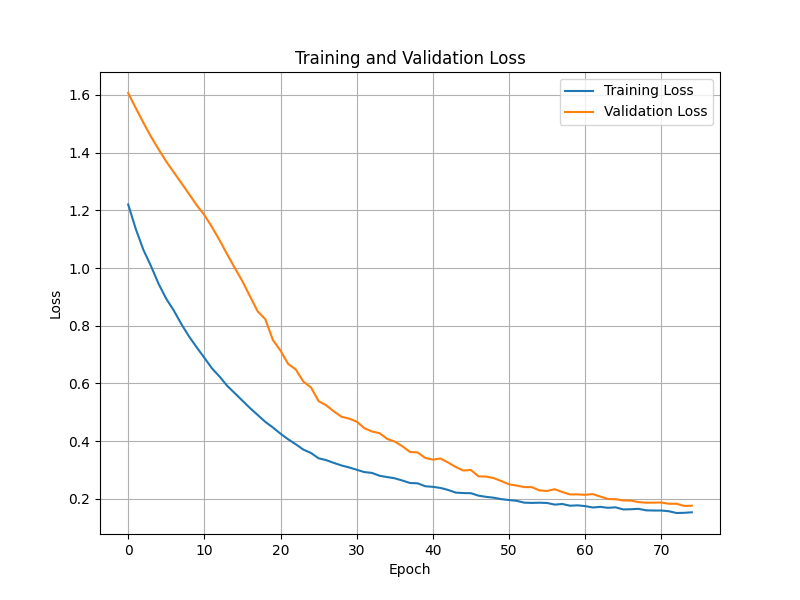 Training and Validation Loss
Training Loss
Validation Loss
1.6
1.4
1.2
1.0
0.8
0.6
0.4
0.2
Loss
0 10 20 30 40 50 60 70
Epoch